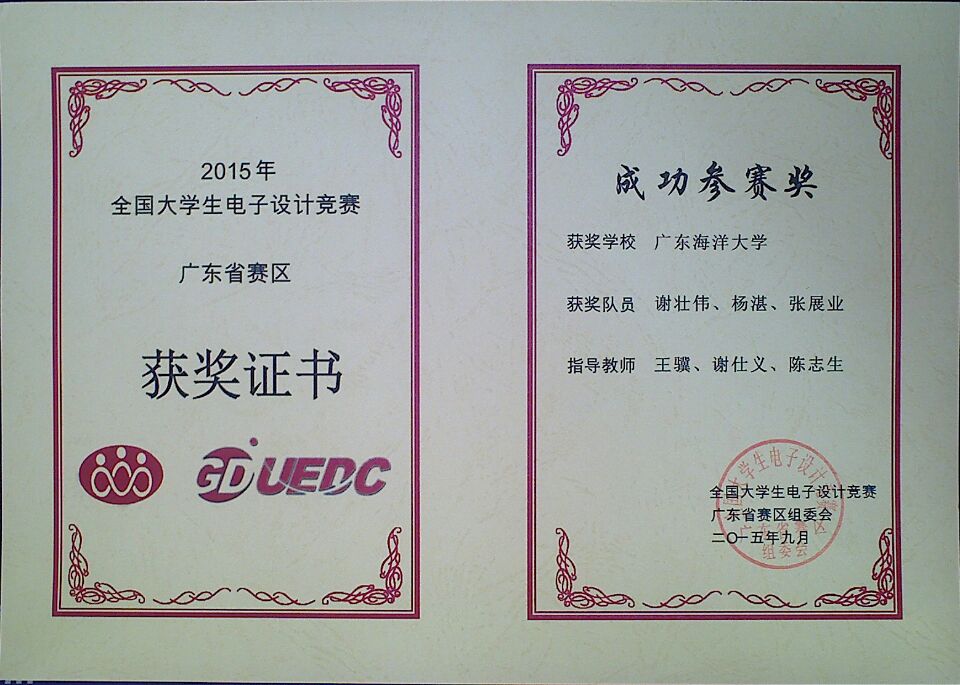 2015年
全国大学生电子设计竞赛
广东省赛区
获奖证书
GDUEDC
成功参赛奖
获奖学校 广东海洋大学
获奖队员 谢壮伟、杨湛、张展业
指导教师 王骥、谢仕义、陈志生
全国大学生电子设计竞赛
广东省赛区组委会
二〇一五年九月
国大学生电子设计
广东省赛区
组委会